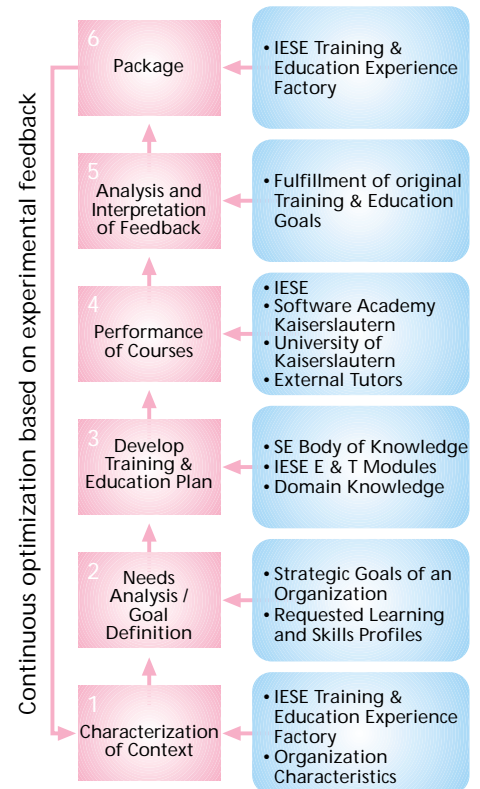 Continuous optimization based on experimental feedback
6
Package
• IESE Training &
Education Experience
Factory
5
Analysis and
Interpretation
of Feedback
• Fulfillment of original
Training & Education
Goals
4
Performance
of Courses
• IESE
• Software Academy
Kaiserslautern
• University of
Kaiserslautern
• External Tutors
3
Develop
Training &
Education Plan
• SE Body of Knowledge
• IESE E & T Modules
• Domain Knowledge
2
Needs
Analysis /
Goal
Definition
• Strategic Goals of an
Organization
• Requested Learning
and Skills Profiles
1
Characterization
of Context
• IESE Training &
Education Experience
Factory
• Organization
Characteristics